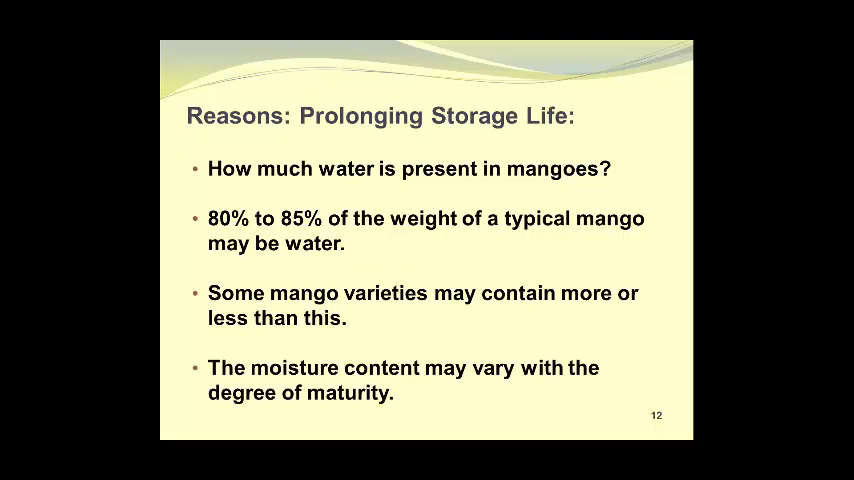 Reasons: Prolonging Storage Life:
• How much water is present in mangoes?
• 80% to 85% of the weight of a typical mango
may be water.
• Some mango varieties may contain more or
less than this.
• The moisture content may vary with the
degree of maturity.
12